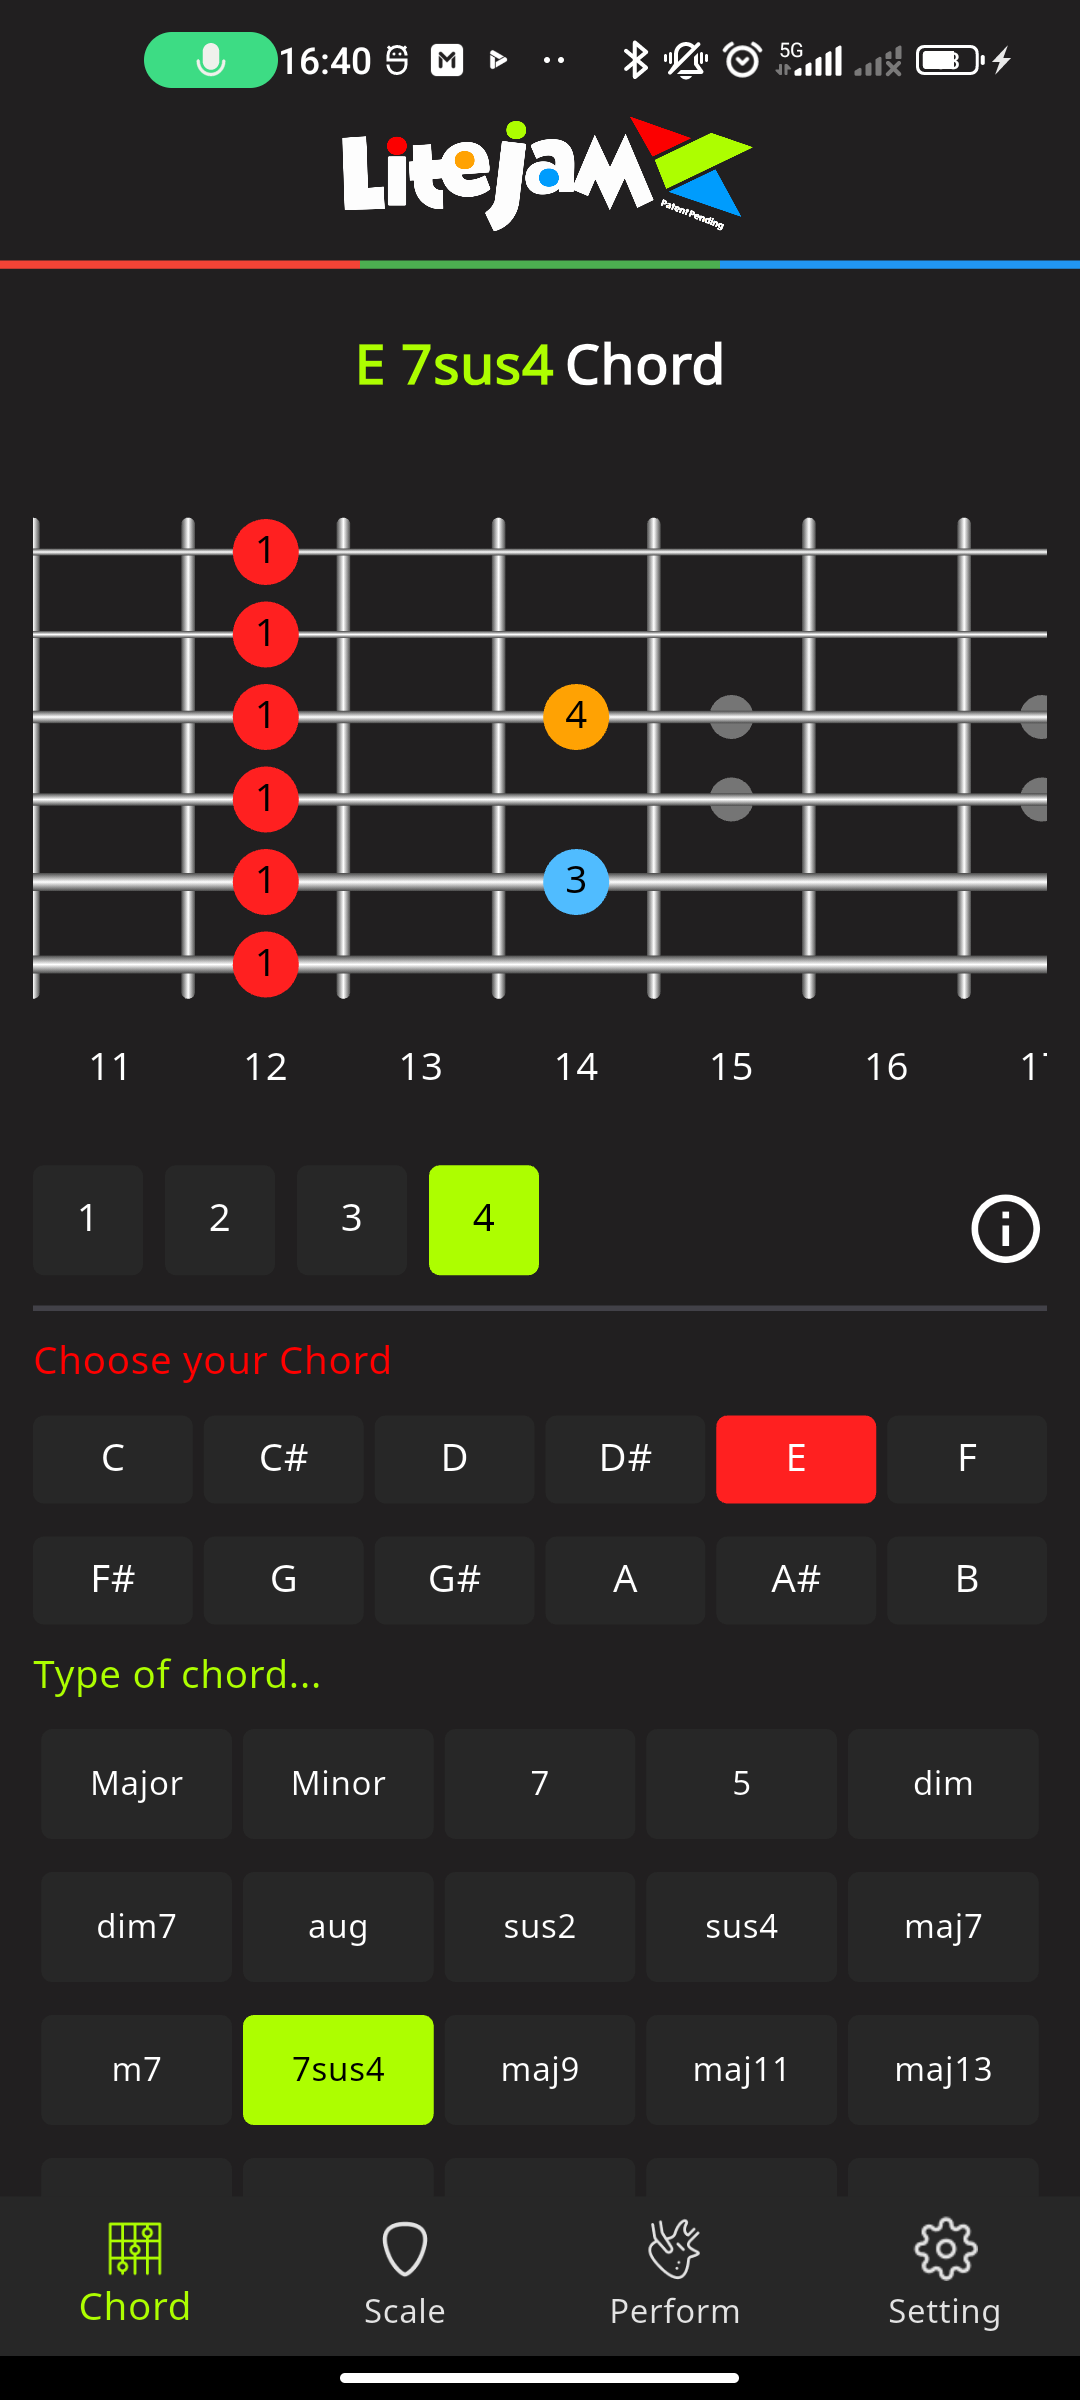 16:40 5G
Litejam
Patent Pending
E 7sus4 Chord
1
1
1 4
1
1 3
1
11 12 13 14 15 16
1 2 3 4
Choose your Chord
C C# D D# E F
F# G G# A A# B
Type of chord...
Major Minor 7 5 dim
dim7 aug sus2 sus4 maj7
m7 7sus4 maj9 maj11 maj13
Chord Scale Perform Setting